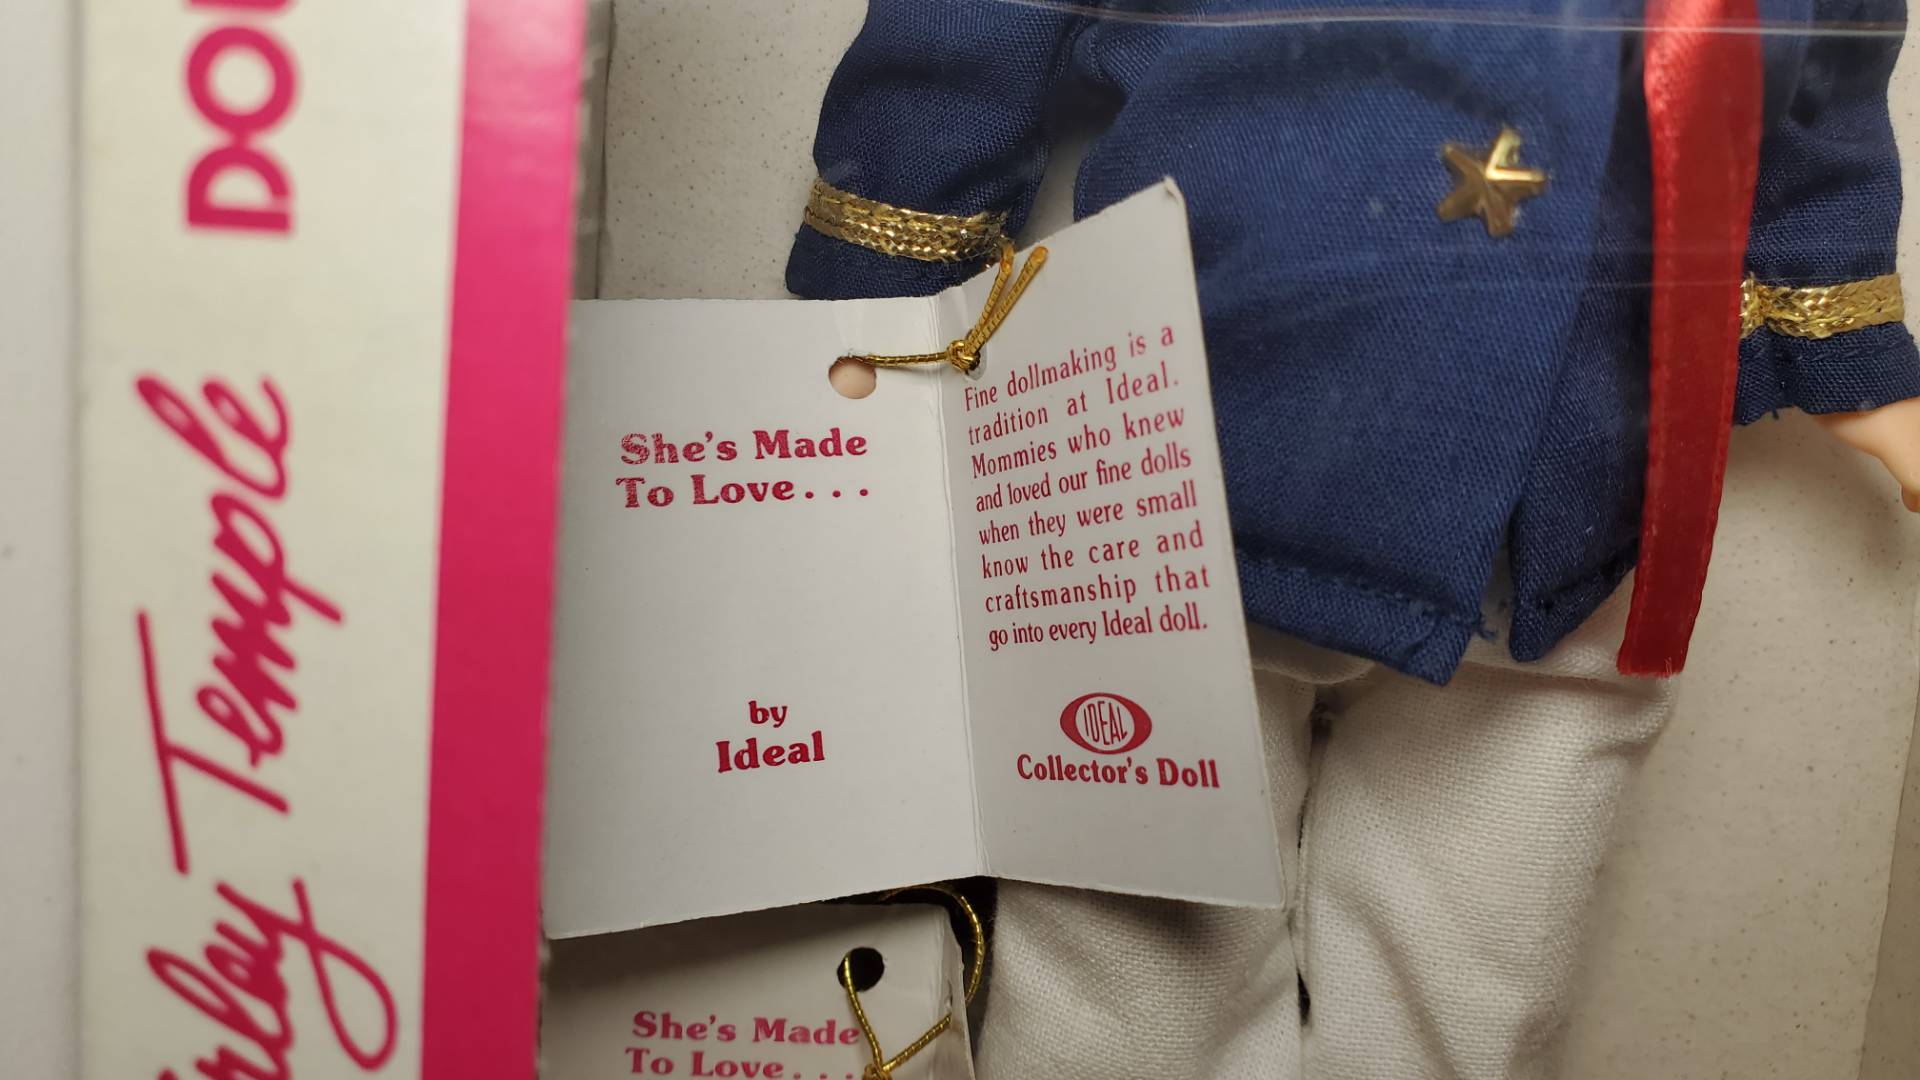 Temple
She's Made
To Love...
by
Ideal
Fine dollmaking is a
tradition at Ideal.
Mommies who knew
and loved our fine dolls
when they were small
know the care and
craftsmanship that
go into every Ideal doll.
IDEAL
Collector's Doll
She's Made
To Love...